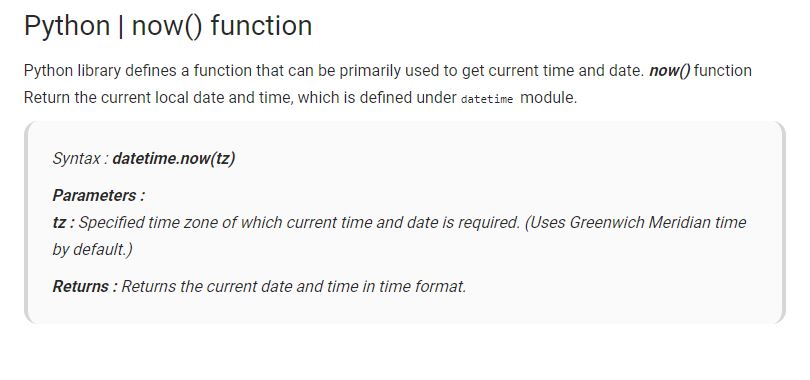 Python | now() function
Python library defines a function that can be primarily used to get current time and date. now() function
Return the current local date and time, which is defined under datetime module.
Syntax : datetime.now(tz)
Parameters :
tz : Specified time zone of which current time and date is required. (Uses Greenwich Meridian time
by default.)
Returns : Returns the current date and time in time format.